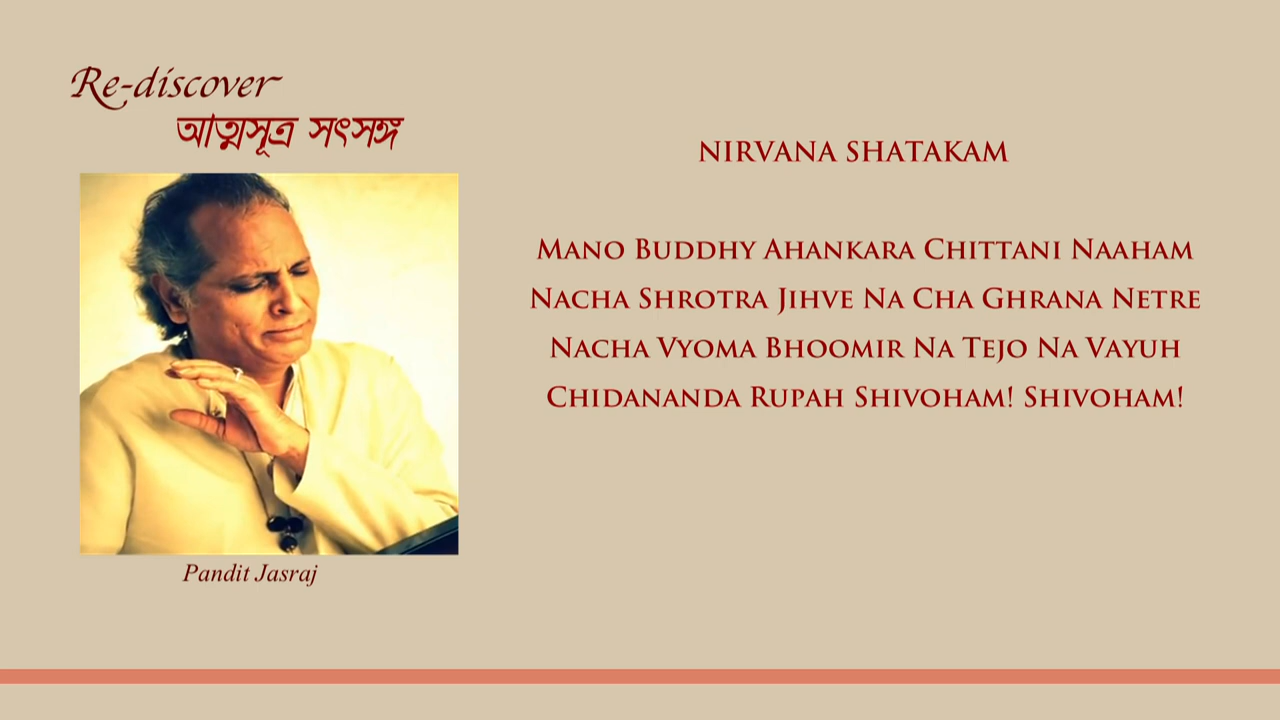 Re-discover
আত্মসূত্র সৎসঙ্গ
NIRVANA SHATAKAM
Mano Buddhy Ahankara Chittani Naaham
Nacha Shrotra Jihve Na Cha Ghrana Netre
Nacha Vyoma Bhoomir Na Tejo Na Vayuh
Chidananda Rupah Shivoham! Shivoham!
Pandit Jasraj